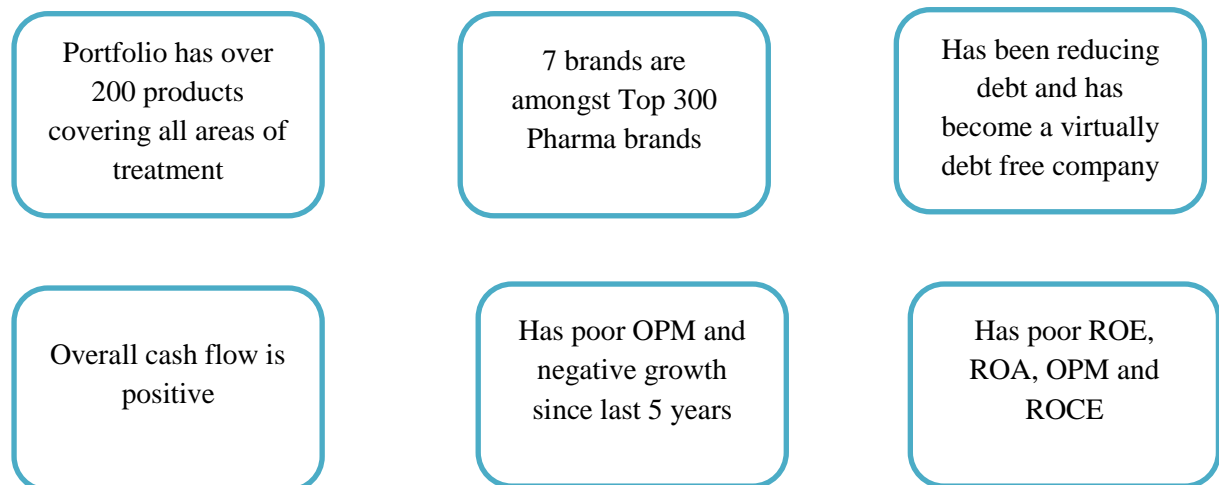 Portfolio has over
200 products
covering all areas of
treatment
7 brands are
amongst Top 300
Pharma brands
Has been reducing
debt and has
become a virtually
debt free company
Overall cash flow is
positive
Has poor OPM and
negative growth
since last 5 years
Has poor ROE,
ROA, OPM and
ROCE